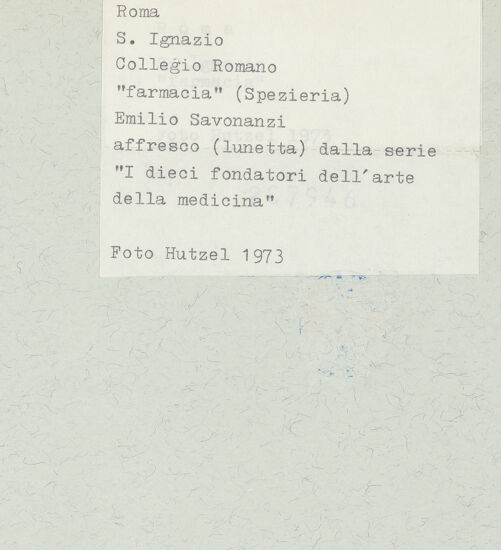 Roma
S. Ignazio
Collegio Romano
"farmacia" (Spezieria)
Emilio Savonanzi
affresco (lunetta) dalla serie
"I dieci fondatori dell'arte
della medicina"
Foto Hutzel 1973